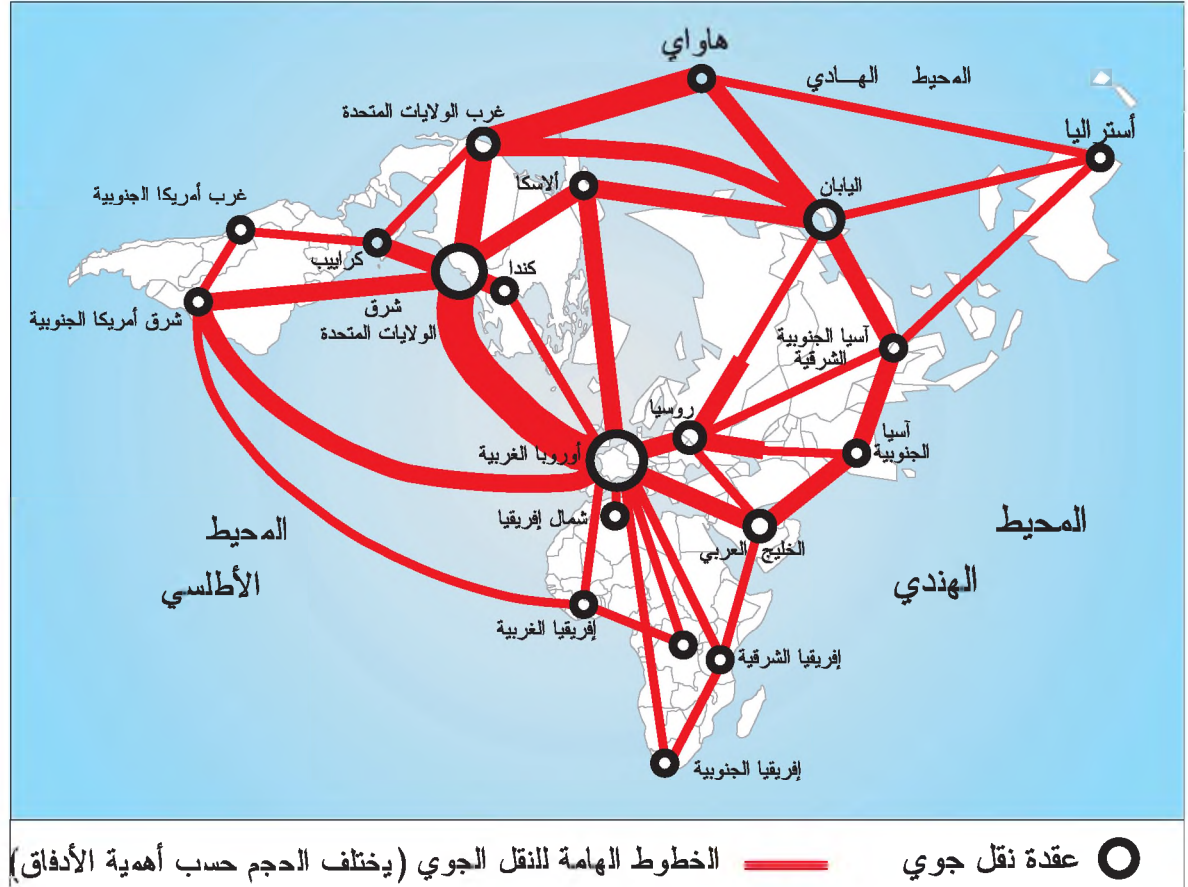 هاواي
المحيط الهادي
غرب الولايات المتحدة
أستراليا
ألاسكا
اليابان
غرب أمريكا الجنوبية
كراييب
كندا
شرق
الولايات المتحدة
شرق أمريكا الجنوبية
آسيا الجنوبية
الشرقية
روسيا
آسيا
الجنوبية
أوروبا الغربية
شمال إفريقيا
الخليج العربي
المحيط
الهندي
المحيط
الأطلسي
إفريقيا الغربية
إفريقيا الشرقية
إفريقيا الجنوبية
عقدة نقل جوي
الخطوط الهامة للنقل الجوي (يختلف الحجم حسب أهمية الأدفاق)